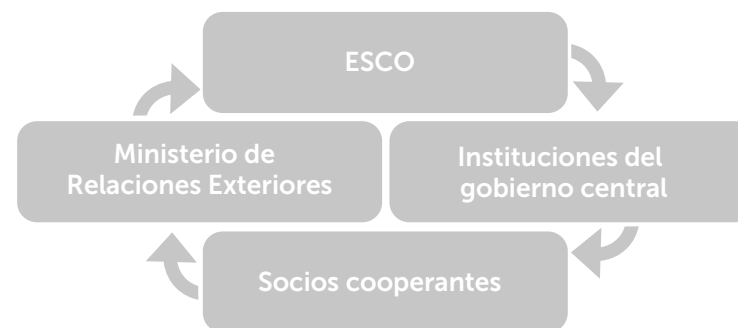 ESCO
Ministerio de
Relaciones Exteriores
Instituciones del
gobierno central
Socios cooperantes